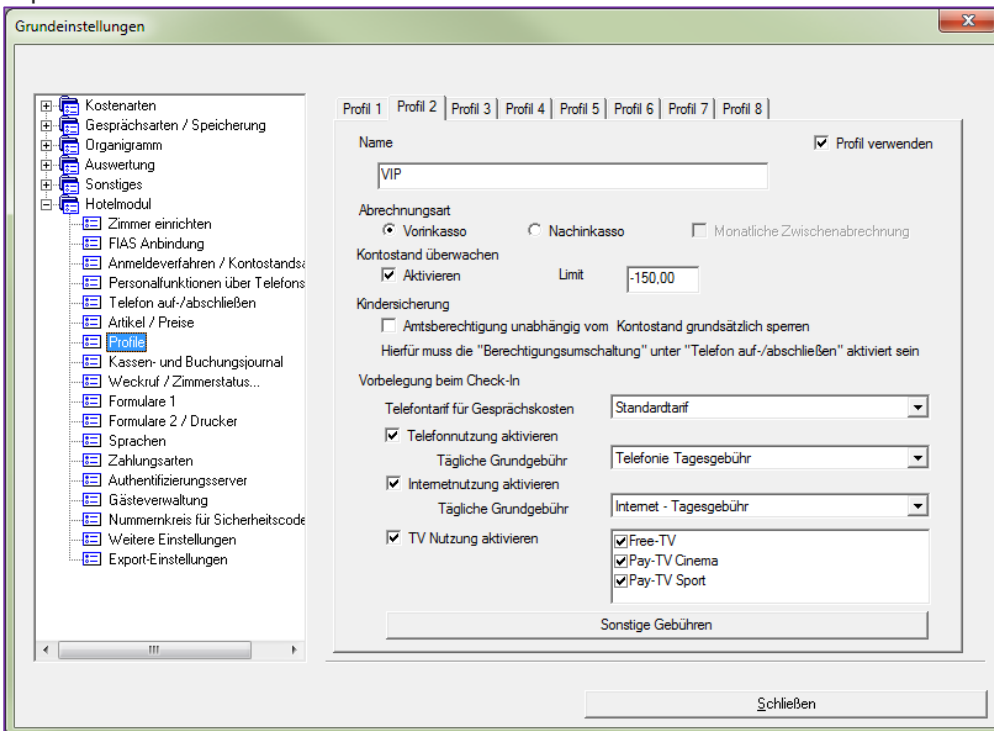 Grundeinstellungen
Kostenarten
Gesprächsarten / Speicherung
Organigramm
Auswertung
Sonstiges
Hotelmodul
Zimmer einrichten
FIAS Anbindung
Anmeldeverfahren / Kontostandsa
Personalfunktionen über Telefons
Telefon auf-/abschließen
Artikel / Preise
Profile
Kassen- und Buchungsjournal
Weckruf / Zimmerstatus...
Formulare 1
Formulare 2 / Drucker
Sprachen
Zahlungsarten
Authentifizierungsserver
Gästeverwaltung
Nummernkreis für Sicherheitscode
Weitere Einstellungen
Export-Einstellungen
Profil 1 Profil 2 Profil 3 Profil 4 Profil 5 Profil 6 Profil 7 Profil 8
Name Profil verwenden
VIP
Abrechnungsart
Vorinkasso Nachinkasso Monatliche Zwischenabrechnung
Kontostand überwachen
Aktivieren Limit -150,00
Kindersicherung
Amtsberechtigung unabhängig vom Kontostand grundsätzlich sperren
Hierfür muss die "Berechtigungsumschaltung" unter "Telefon auf-/abschließen" aktiviert sein
Vorbelegung beim Check-In
Telefontarif für Gesprächskosten Standardtarif
Telefonnutzung aktivieren
Tägliche Grundgebühr Telefonie Tagesgebühr
Internetnutzung aktivieren
Tägliche Grundgebühr Internet - Tagesgebühr
TV Nutzung aktivieren Free-TV
Pay-TV Cinema
Pay-TV Sport
Sonstige Gebühren
Schließen